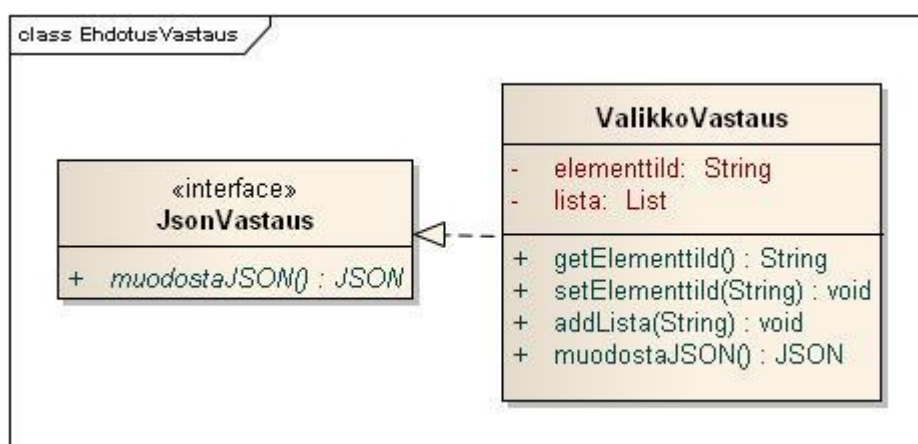 class EhdotusVastaus
«interface»
JsonVastaus
+ muodostaJSON() : JSON
ValikkoVastaus
- elementtiId: String
- lista: List
+ getElementtiId() : String
+ setElementtiId(String) : void
+ addLista(String) : void
+ muodostaJSON() : JSON